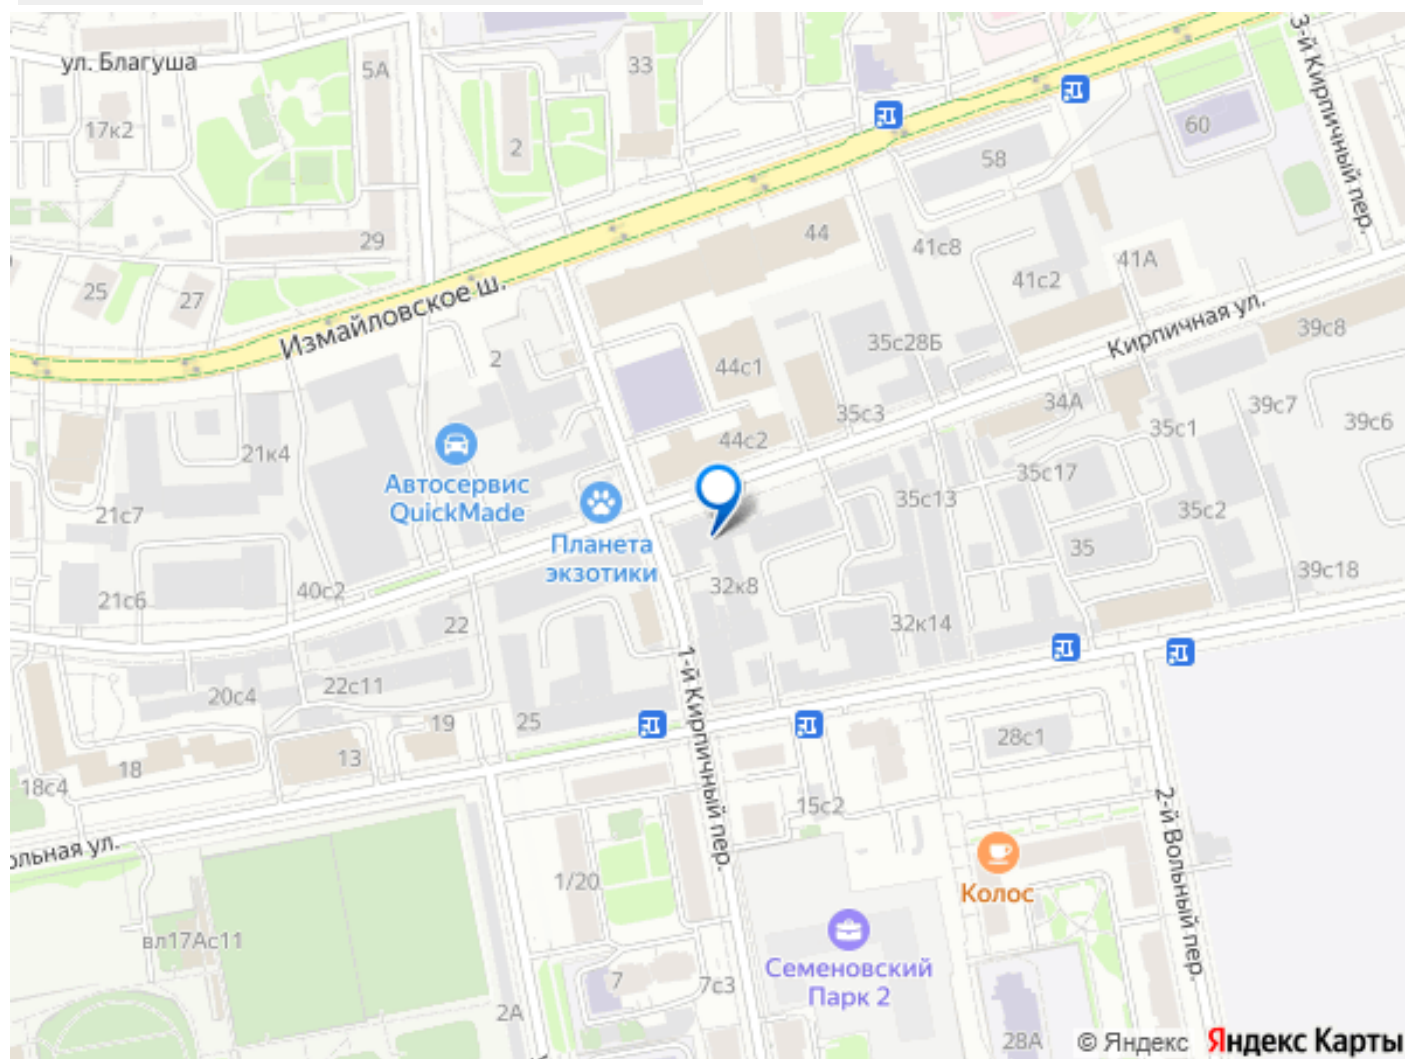 ул. Благуша
5А
33
17к2
2
60
58
3-й Кирпичный пер.
29
44
41с8
41А
25
27
41с2
Измайловское ш.
35с28Б
Кирпичная ул.
39с8
2
44с1
34А
39с7
39с6
35с3
35с1
44с2
21к4
Автосервис
QuickMade
35с17
35с13
35с2
21с7
Планета
экзотики
35
39с18
40с2
32к8
21с6
22
32к14
1-й Кирпичный пер.
22с11
20с4
19
25
28с1
13
18
18с4
15с2
2-й Вольный пер.
ольная ул.
1/20
Колос
вл17Ас11
Семеновский
Парк 2
7
7с3
2А
28А
© Яндекс Яндекс Карты